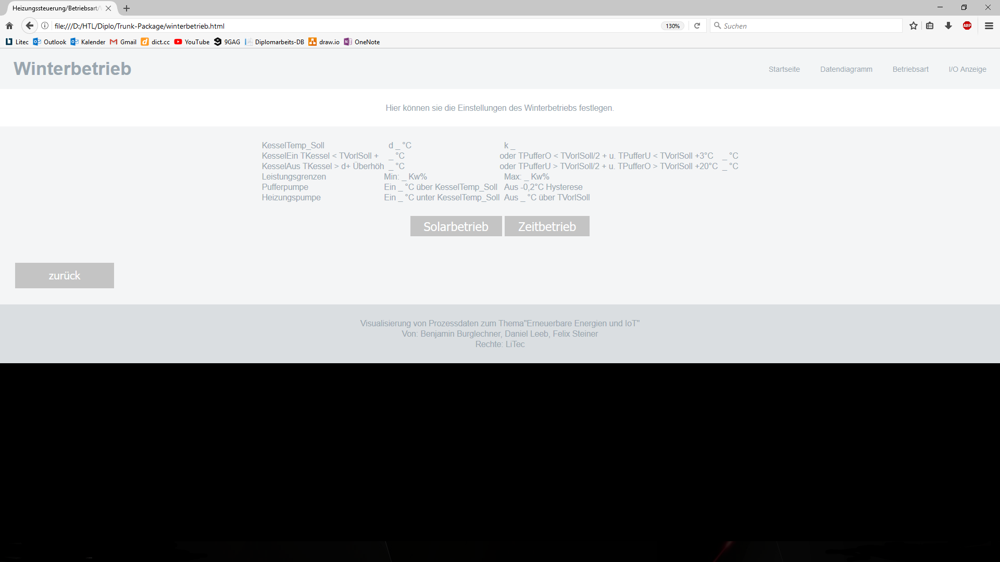 Heizungssteuerung/Betriebsart/
file:///D:/HTL/Diplo/Trunk-Package/winterbetrieb.html 130% Suchen
Litec Outlook Kalender Gmail dict.cc YouTube 9GAG Diplomarbeits-DB draw.io OneNote
Winterbetrieb Startseite Datendiagramm Betriebsart I/O Anzeige
Hier können sie die Einstellungen des Winterbetriebs festlegen.
KesselTemp_Soll d _ °C k _
KesselEin TKessel < TVorlSoll + _ °C oder TPufferO < TVorlSoll/2 + u. TPufferU < TVorlSoll +3°C _ °C
KesselAus TKessel > d+ Überhöh _ °C oder TPufferU > TVorlSoll/2 + u. TPufferO > TVorlSoll +20°C _ °C
Leistungsgrenzen Min: _ Kw% Max: _ Kw%
Pufferpumpe Ein _ °C über KesselTemp_Soll Aus -0,2°C Hysterese
Heizungspumpe Ein _ °C unter KesselTemp_Soll Aus _ °C über TVorlSoll
Solarbetrieb Zeitbetrieb
zurück
Visualisierung von Prozessdaten zum Thema"Erneuerbare Energien und IoT"
Von: Benjamin Burglechner, Daniel Leeb, Felix Steiner
Rechte: LiTec